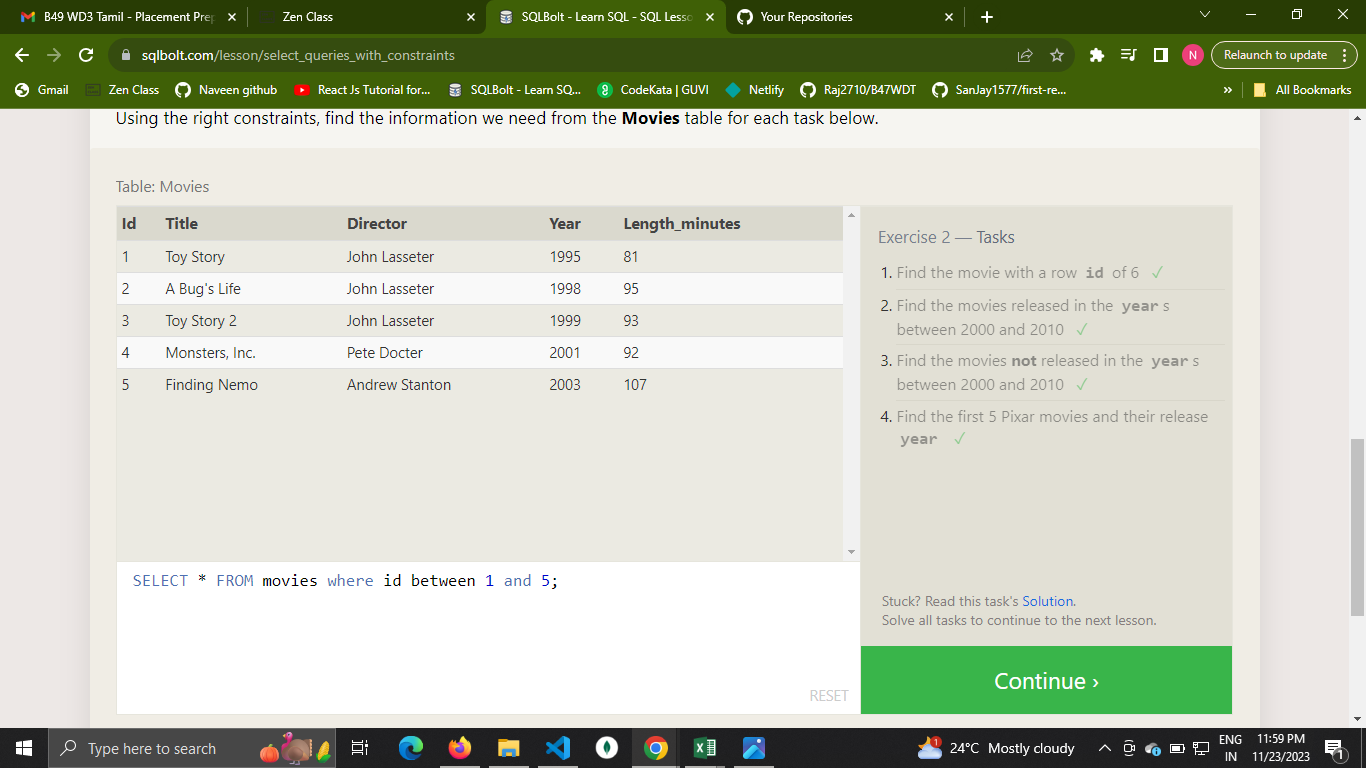 B49 WD3 Tamil - Placement Prep
Zen Class
SQLBolt - Learn SQL - SQL Lesso
Your Repositories
sqlbolt.com/lesson/select_queries_with_constraints
N
Relaunch to update
Gmail
Zen Class
Naveen github
React Js Tutorial for...
SQLBolt - Learn SQ...
CodeKata | GUVI
Netlify
Raj2710/B47WDT
SanJay1577/first-re...
»
All Bookmarks
Using the right constraints, find the information we need from the Movies table for each task below.
Table: Movies
Id Title Director Year Length_minutes
1 Toy Story John Lasseter 1995 81
2 A Bug's Life John Lasseter 1998 95
3 Toy Story 2 John Lasseter 1999 93
4 Monsters, Inc. Pete Docter 2001 92
5 Finding Nemo Andrew Stanton 2003 107
SELECT * FROM movies where id between 1 and 5;
RESET
Exercise 2 — Tasks
1. Find the movie with a row id of 6 ✓
2. Find the movies released in the year s
between 2000 and 2010 ✓
3. Find the movies not released in the year s
between 2000 and 2010 ✓
4. Find the first 5 Pixar movies and their release
year ✓
Stuck? Read this task's Solution.
Solve all tasks to continue to the next lesson.
Continue ›
Type here to search
1
24°C Mostly cloudy
ENG
IN
11:59 PM
11/23/2023
1